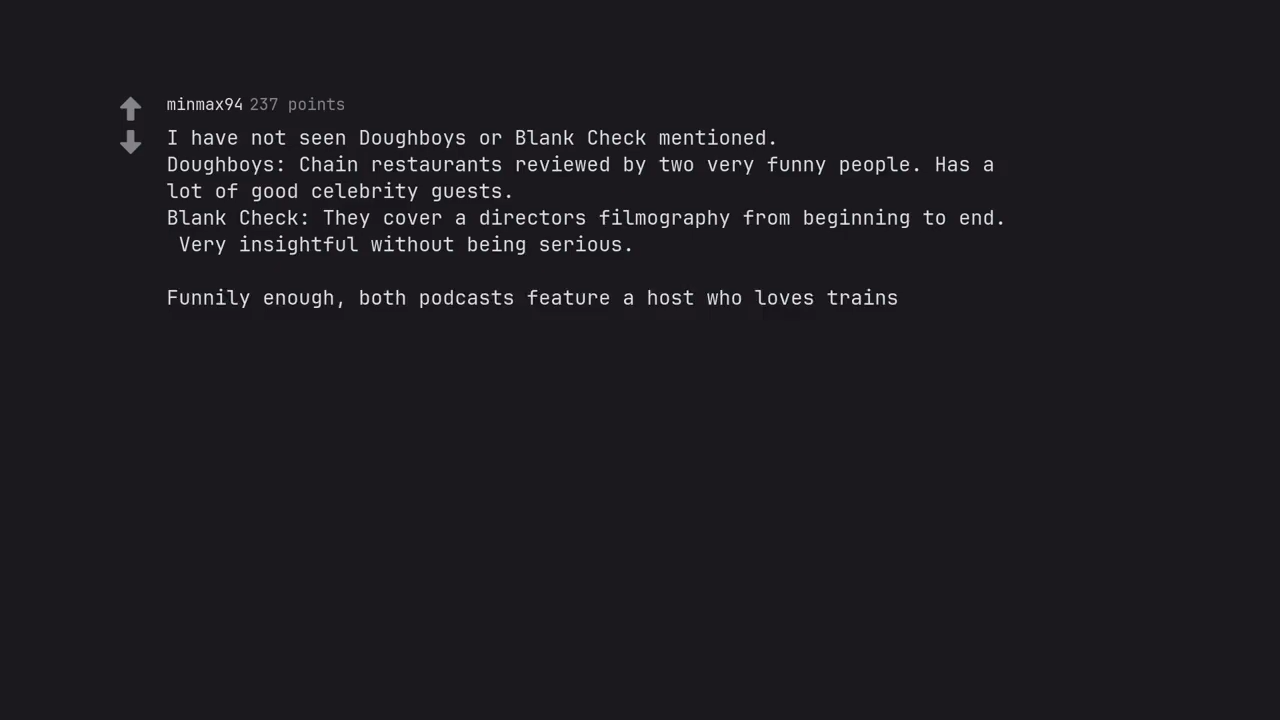 minmax94 237 points
I have not seen Doughboys or Blank Check mentioned.
Doughboys: Chain restaurants reviewed by two very funny people. Has a
lot of good celebrity guests.
Blank Check: They cover a directors filmography from beginning to end.
Very insightful without being serious.
Funnily enough, both podcasts feature a host who loves trains